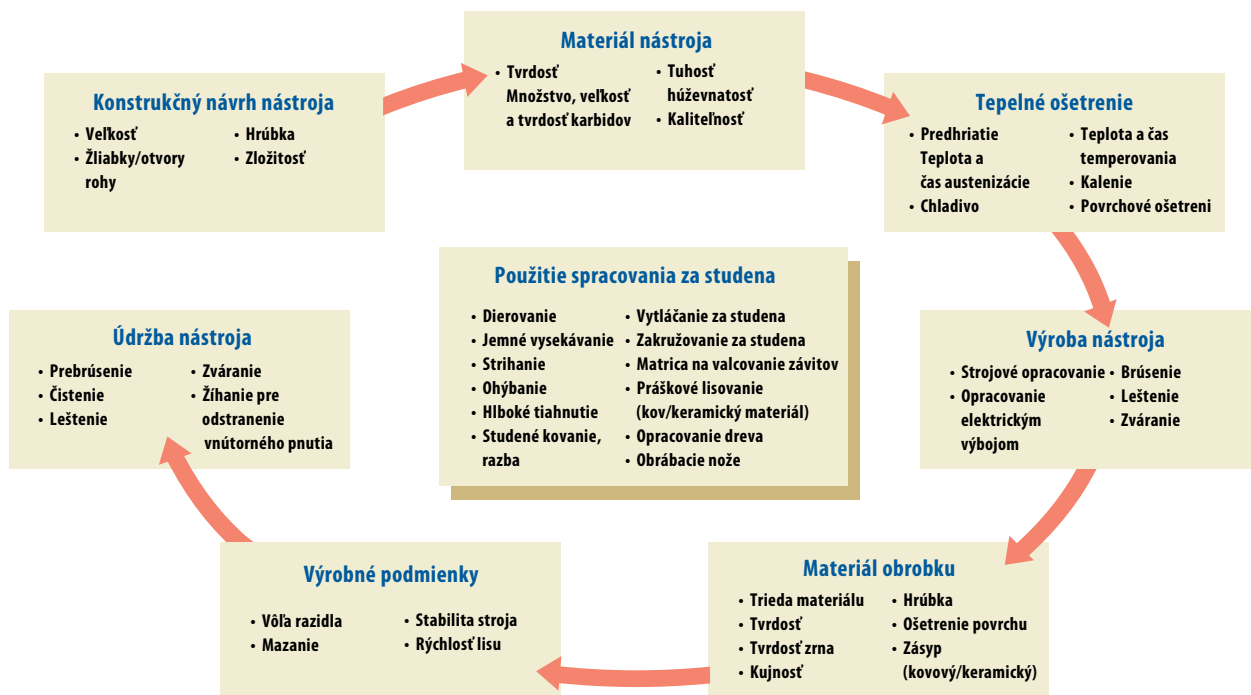 Materiál nástroja
• Tvrdosť
Množstvo, veľkosť
a tvrdosť karbidov
• Tuhosť
húževnatosť
• Kaliteľnosť
Konstrukčný návrh nástroja
• Veľkosť
• Žliabky/otvory
rohy
• Hrúbka
• Zložitosť
Tepelné ošetrenie
• Predhriatie
Teplota a
čas austenizácie
• Chladivo
• Teplota a čas
temperovania
• Kalenie
• Povrchové ošetreni
Použitie spracovania za studena
• Dierovanie
• Jemné vysekávanie
• Strihanie
• Ohýbanie
• Hlboké tiahnutie
• Studené kovanie,
razba
• Vytláčanie za studena
• Zakružovanie za studena
• Matrica na valcovanie závitov
• Práškové lisovanie
(kov/keramický materiál)
• Opracovanie dreva
• Obrábacie nože
Údržba nástroja
• Prebrúsenie
• Čistenie
• Leštenie
• Zváranie
• Žíhanie pre
odstranenie
vnútorného pnutia
Výroba nástroja
• Strojové opracovanie
• Opracovanie
elektrickým
výbojom
• Brúsenie
• Leštenie
• Zváranie
Výrobné podmienky
• Vôľa razidla
• Mazanie
• Stabilita stroja
• Rýchlosť lisu
Materiál obrobku
• Trieda materiálu
• Tvrdosť
• Tvrdosť zrna
• Kujnosť
• Hrúbka
• Ošetrenie povrchu
• Zásyp
(kovový/keramický)